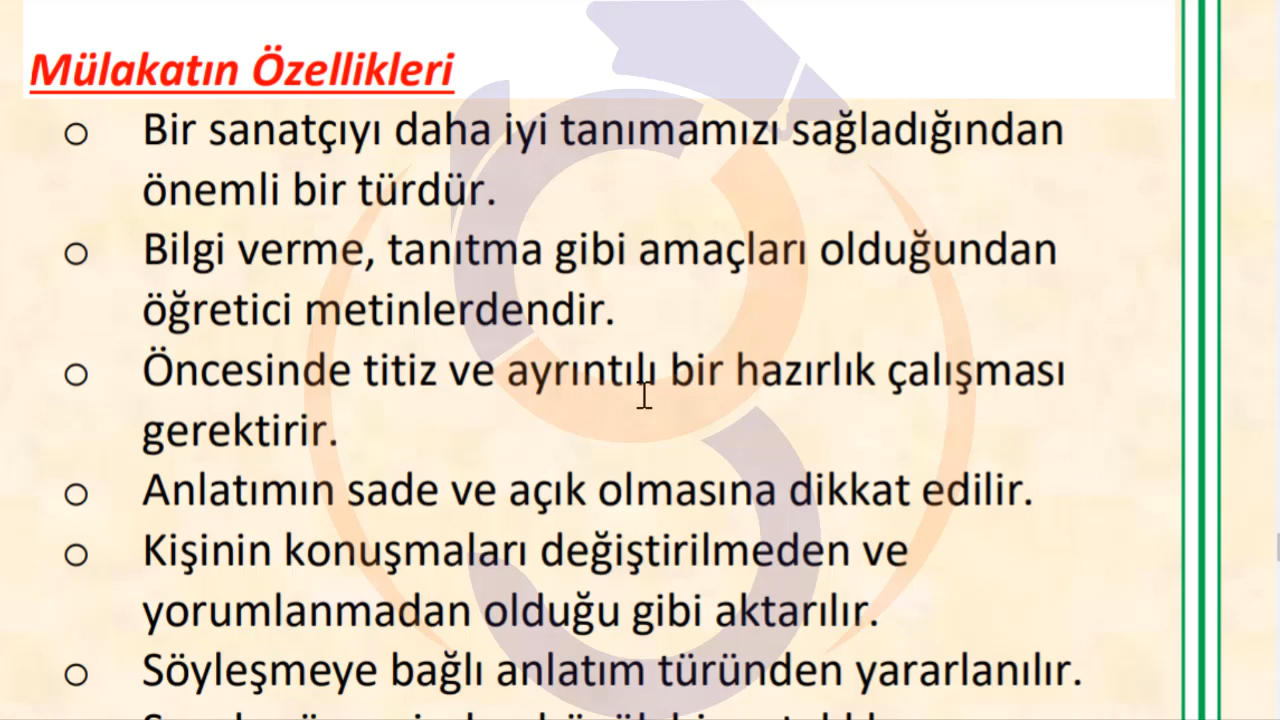 Mülakatın Özellikleri
o Bir sanatçıyı daha iyi tanımamızı sağladığından
önemli bir türdür.
o Bilgi verme, tanıtma gibi amaçları olduğundan
öğretici metinlerdendir.
o Öncesinde titiz ve ayrıntılı bir hazırlık çalışması
gerektirir.
o Anlatımın sade ve açık olmasına dikkat edilir.
o Kişinin konuşmaları değiştirilmeden ve
yorumlanmadan olduğu gibi aktarılır.
o Söyleşmeye bağlı anlatım türünden yararlanılır.